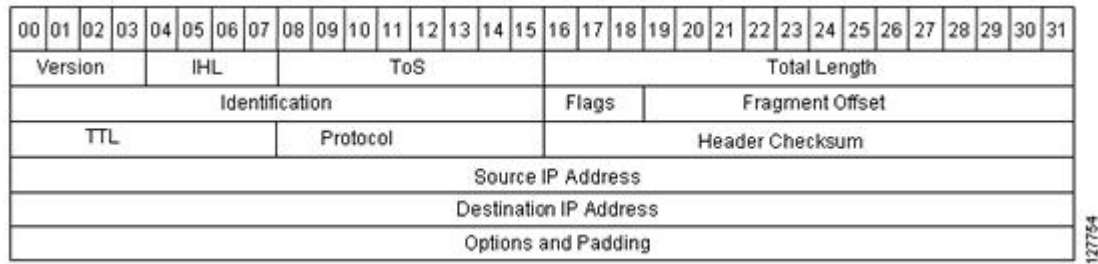 00 01 02 03 04 05 06 07 08 09 10 11 12 13 14 15 16 17 18 19 20 21 22 23 24 25 26 27 28 29 30 31
Version IHL ToS Total Length
Identification Flags Fragment Offset
TTL Protocol Header Checksum
Source IP Address
Destination IP Address
Options and Padding
127754